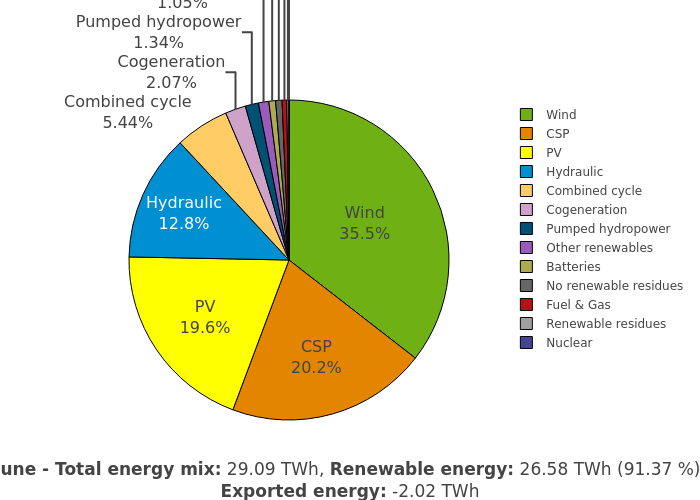 1.05%
Pumped hydropower
1.34%
Cogeneration
2.07%
Combined cycle
5.44%
Hydraulic
12.8%
Wind
35.5%
PV
19.6%
CSP
20.2%
Wind
CSP
PV
Hydraulic
Combined cycle
Cogeneration
Pumped hydropower
Other renewables
Batteries
No renewable residues
Fuel & Gas
Renewable residues
Nuclear
une - Total energy mix: 29.09 TWh, Renewable energy: 26.58 TWh (91.37 %)
Exported energy: -2.02 TWh